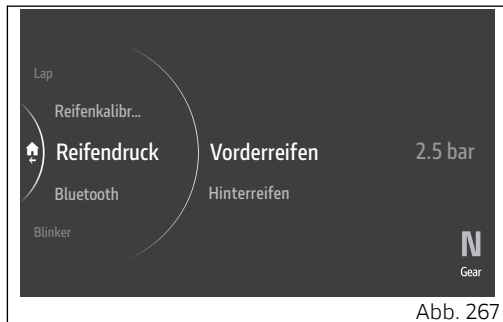 Lap
Reifenkalibr...
Reifendruck Vorderreifen 2.5 bar
Bluetooth Hinterreifen
Blinker
N
Gear
Abb. 267